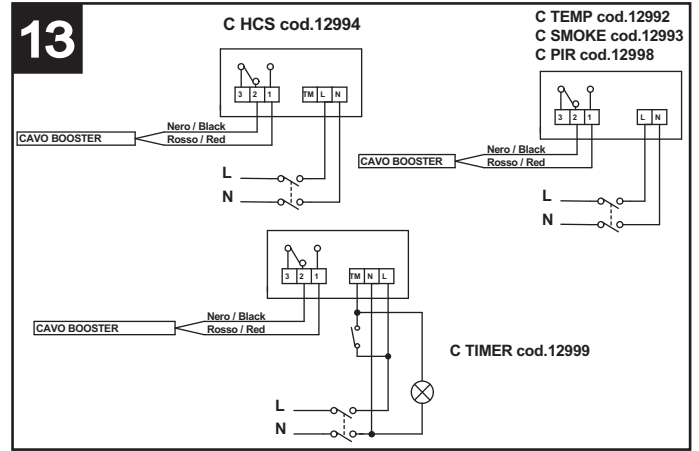 13
C HCS cod.12994
3 2 1 TM L N
Nero / Black
CAVO BOOSTER
Rosso / Red
L
N
C TEMP cod.12992
C SMOKE cod.12993
C PIR cod.12998
3 2 1 L N
Nero / Black
CAVO BOOSTER
Rosso / Red
L
N
3 2 1 TM N L
Nero / Black
CAVO BOOSTER
Rosso / Red
C TIMER cod.12999
L
N